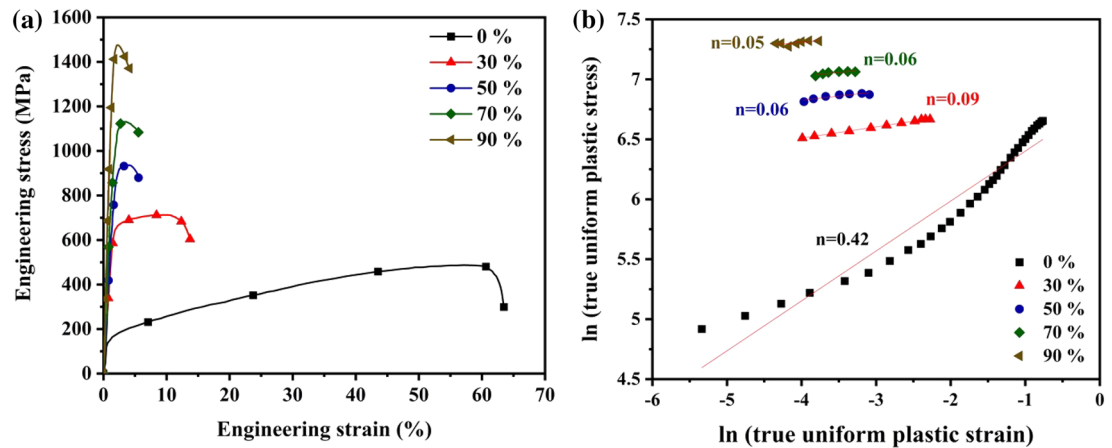 (a)
1600
1400
1200
1000
800
600
400
200
0
0 10 20 30 40 50 60 70
Engineering stress (MPa)
Engineering strain (%)
0 %
30 %
50 %
70 %
90 %
(b)
7.5
7.0
6.5
6.0
5.5
5.0
4.5
-6 -5 -4 -3 -2 -1 0
ln (true uniform plastic stress)
ln (true uniform plastic strain)
n=0.05
n=0.06
n=0.06
n=0.09
n=0.42
0 %
30 %
50 %
70 %
90 %